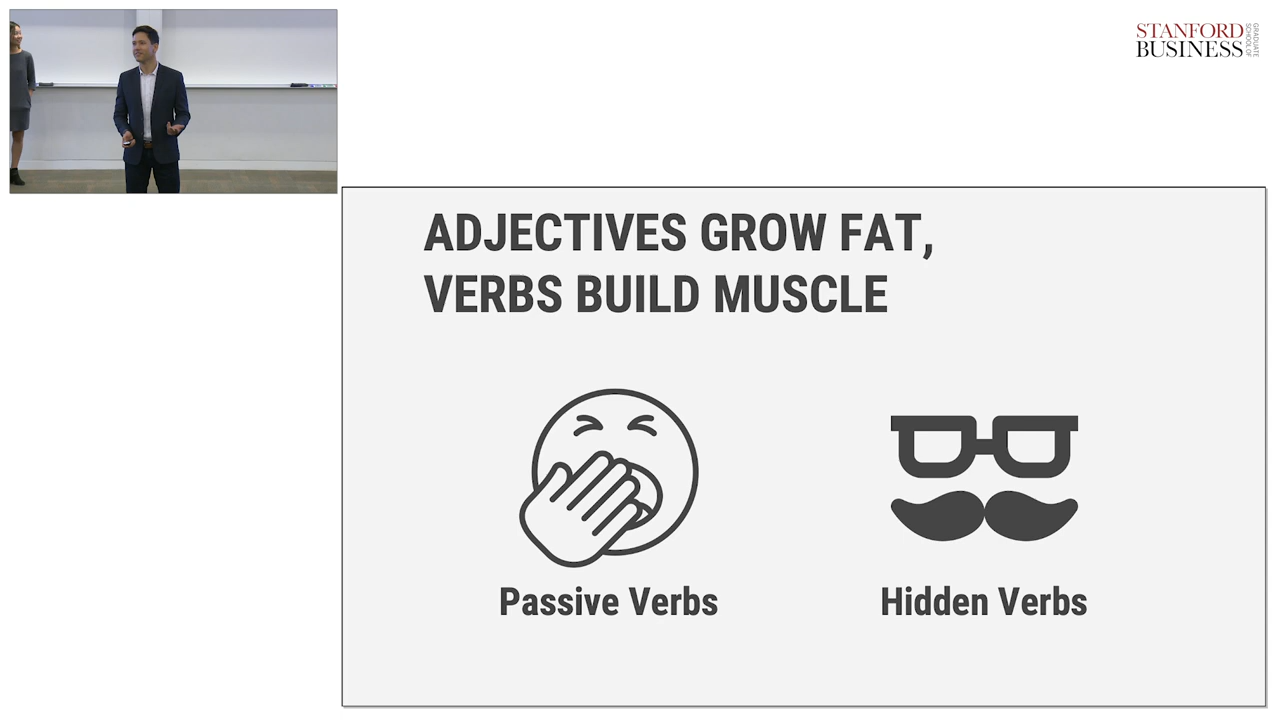 STANFORD
BUSINESS
GRADUATE
SCHOOL OF
ADJECTIVES GROW FAT,
VERBS BUILD MUSCLE
Passive Verbs
Hidden Verbs